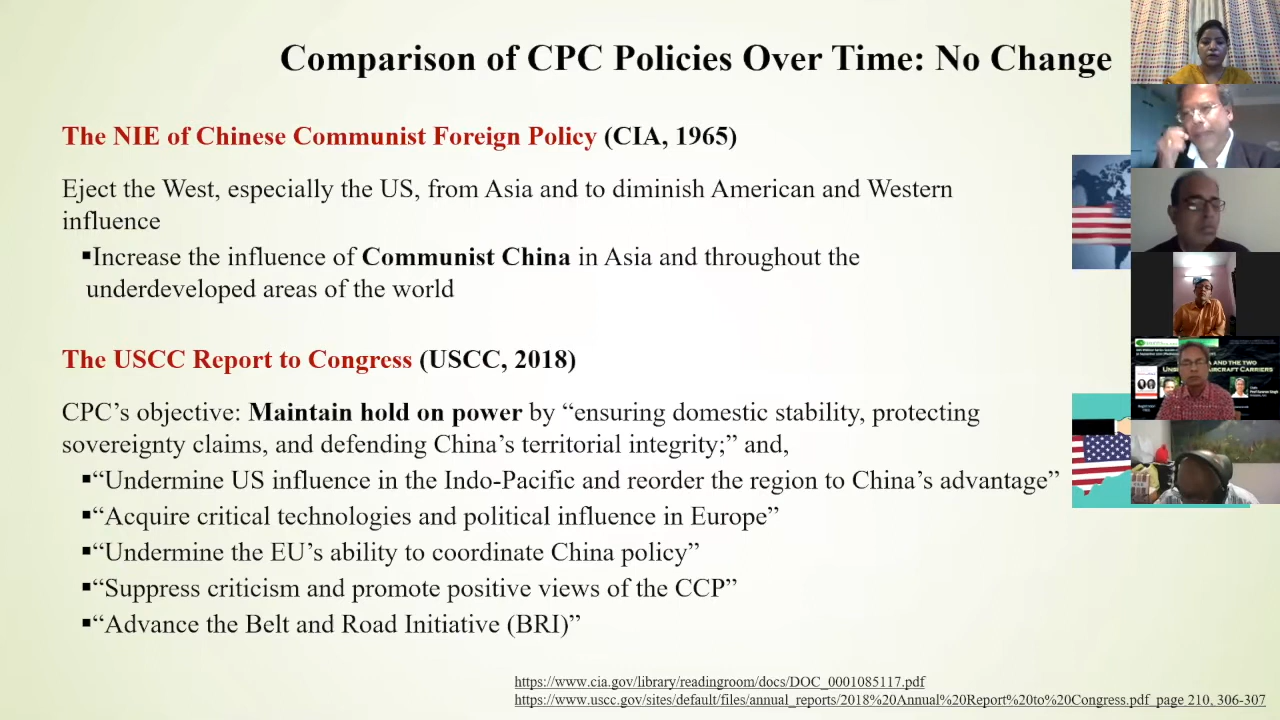 Comparison of CPC Policies Over Time: No Change
The NIE of Chinese Communist Foreign Policy (CIA, 1965)
Eject the West, especially the US, from Asia and to diminish American and Western
influence
▪Increase the influence of Communist China in Asia and throughout the
underdeveloped areas of the world
The USCC Report to Congress (USCC, 2018)
CPC’s objective: Maintain hold on power by “ensuring domestic stability, protecting
sovereignty claims, and defending China’s territorial integrity;” and,
▪“Undermine US influence in the Indo-Pacific and reorder the region to China’s advantage”
▪“Acquire critical technologies and political influence in Europe”
▪“Undermine the EU’s ability to coordinate China policy”
▪“Suppress criticism and promote positive views of the CCP”
▪“Advance the Belt and Road Initiative (BRI)”
https://www.cia.gov/library/readingroom/docs/DOC_0001085117.pdf
https://www.uscc.gov/sites/default/files/annual_reports/2018%20Annual%20Report%20to%20Congress.pdf page 210, 306-307
AND THE TWO
AIRCRAFT CARRIERS